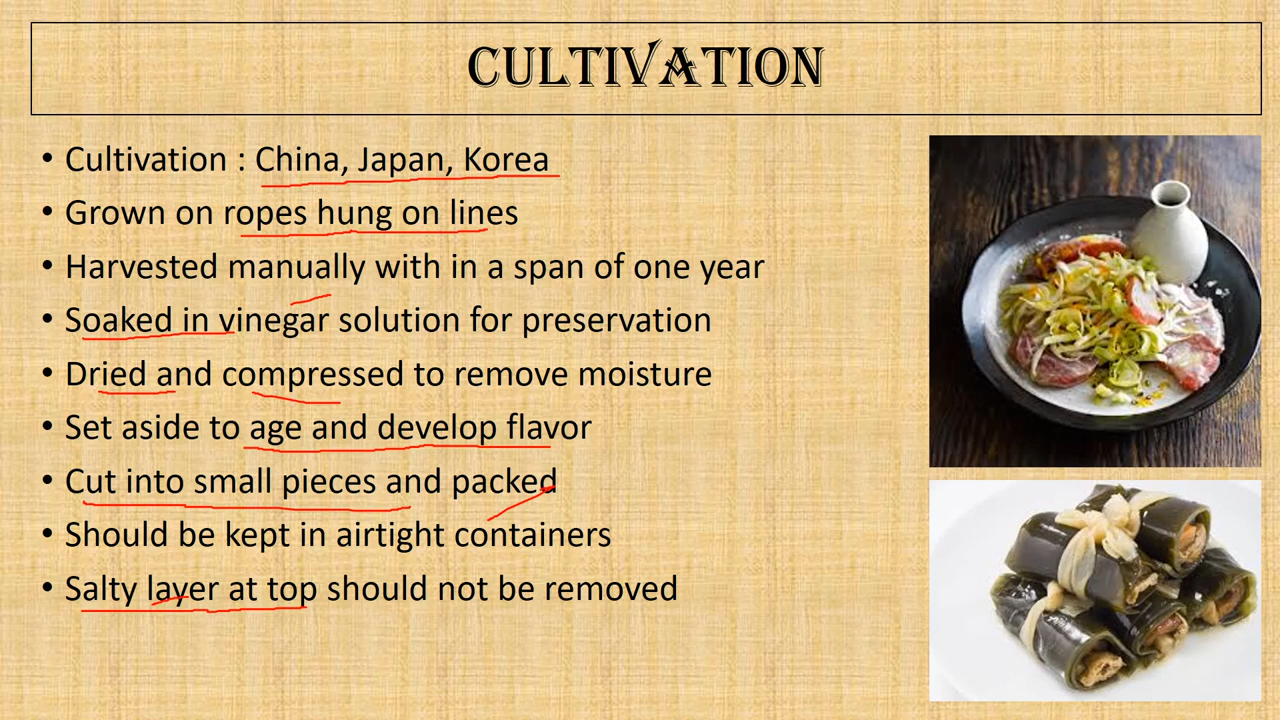 CULTIVATION
• Cultivation : China, Japan, Korea
• Grown on ropes hung on lines
• Harvested manually with in a span of one year
• Soaked in vinegar solution for preservation
• Dried and compressed to remove moisture
• Set aside to age and develop flavor
• Cut into small pieces and packed
• Should be kept in airtight containers
• Salty layer at top should not be removed